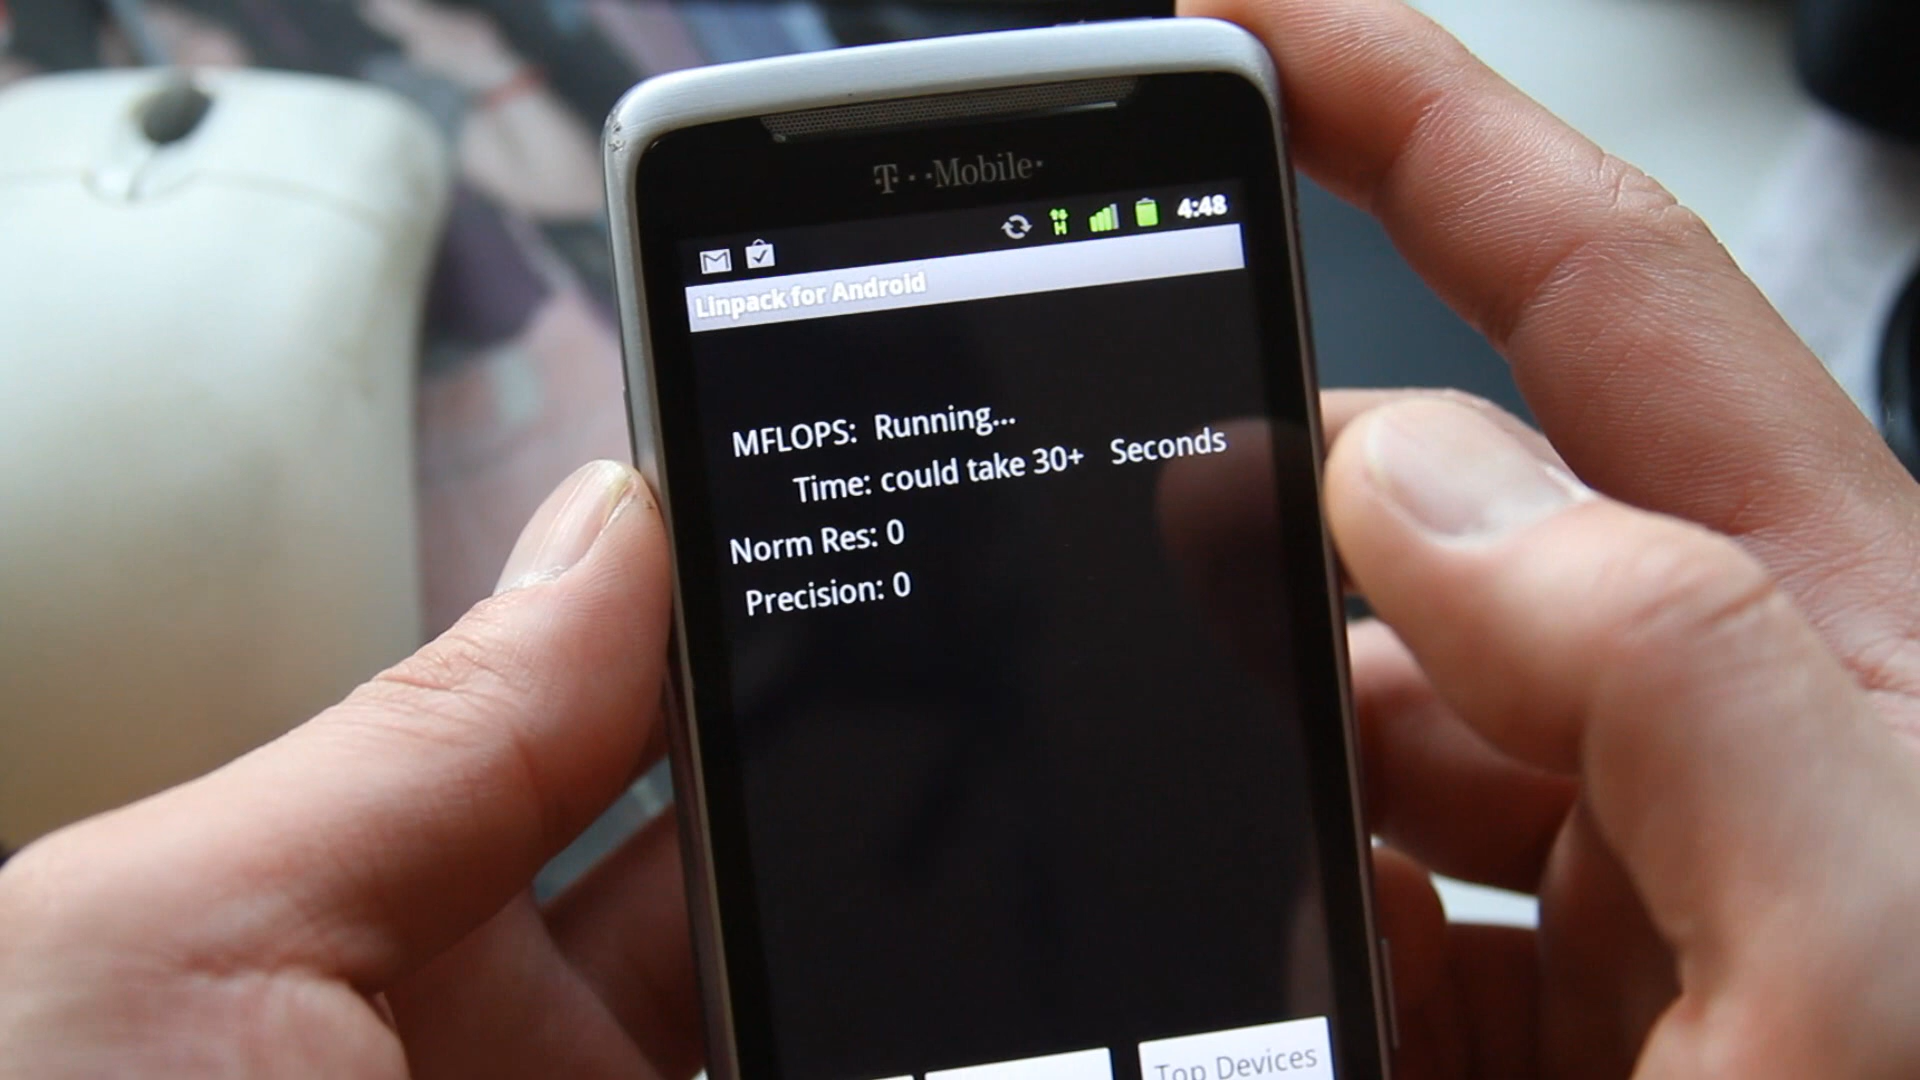 T··Mobile·
H 4:48
Linpack for Android
MFLOPS: Running...
Time: could take 30+ Seconds
Norm Res: 0
Precision: 0
Top Devices